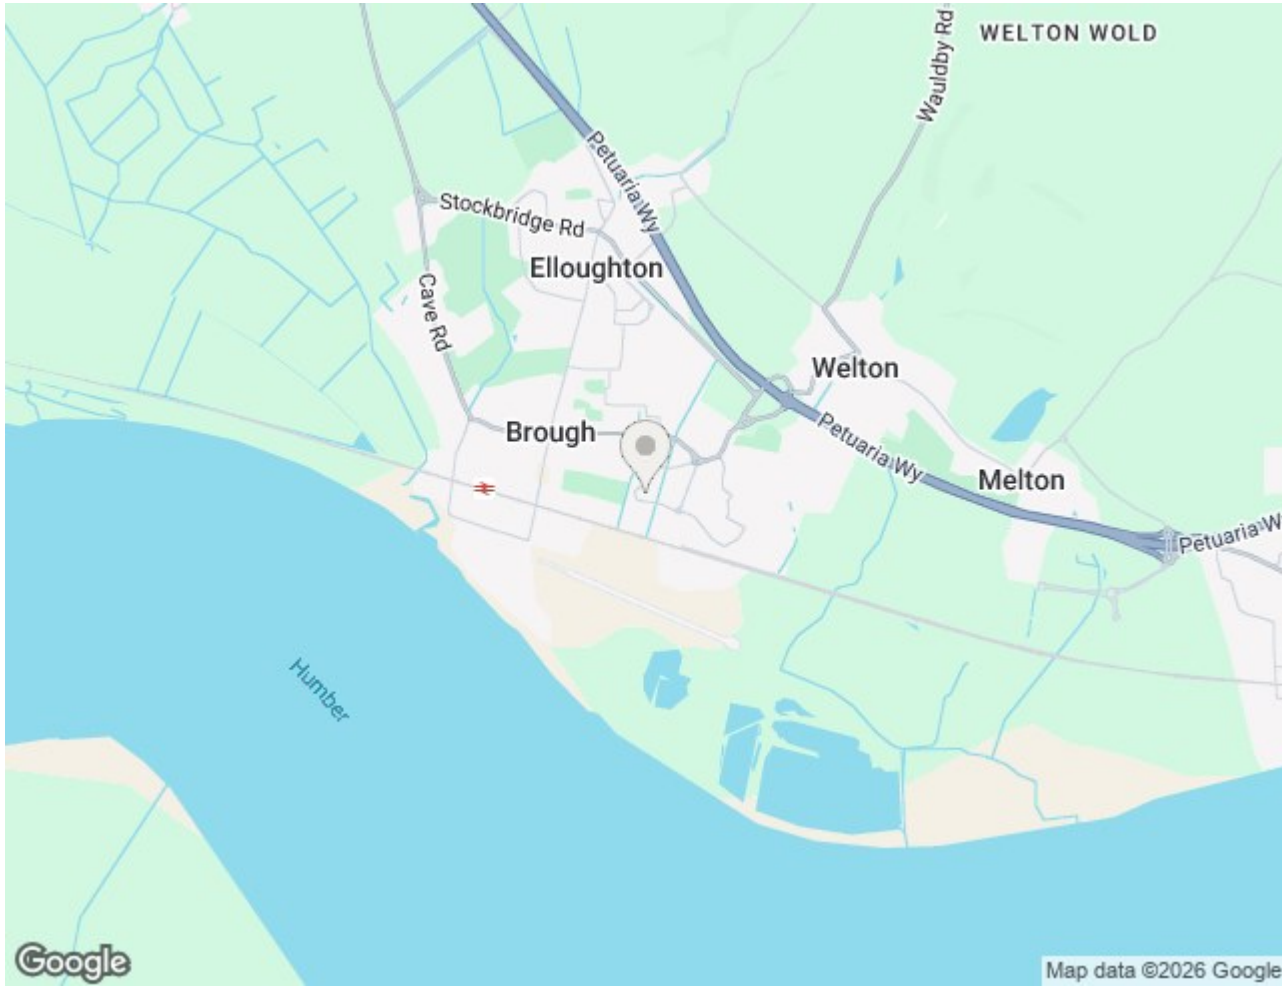 WELTON WOLD
Wauldby Rd
Petuaria Wy
Stockbridge Rd
Elloughton
Cave Rd
Welton
Brough
Petuaria Wy
Melton
Petuaria W
Humber
Google
Map data ©2026 Google